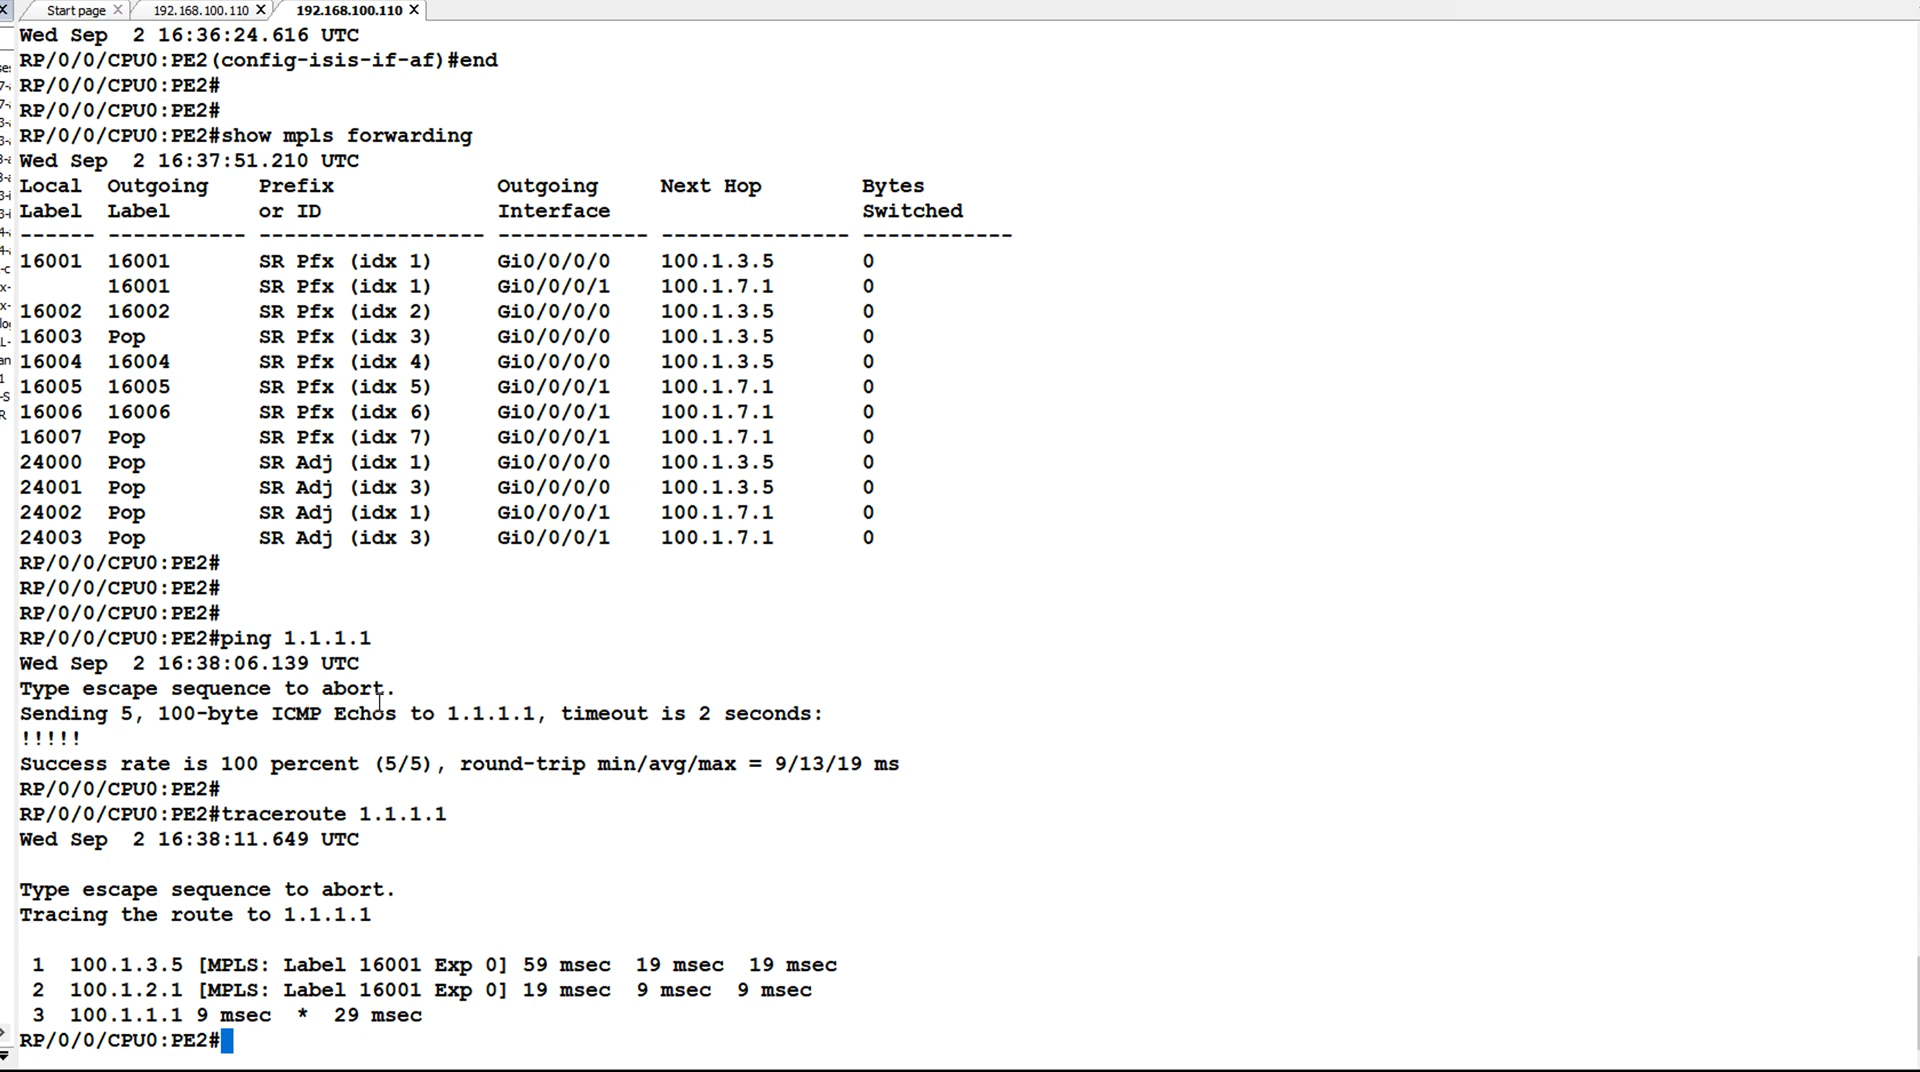 Start page
192.168.100.110
192.168.100.110
Wed Sep  2 16:36:24.616 UTC
RP/0/0/CPU0:PE2(config-isis-if-af)#end
RP/0/0/CPU0:PE2#
RP/0/0/CPU0:PE2#
RP/0/0/CPU0:PE2#show mpls forwarding
Wed Sep  2 16:37:51.210 UTC
Local  Outgoing    Prefix             Outgoing     Next Hop        Bytes
Label  Label       or ID              Interface                    Switched
------ ----------- ------------------ ------------ --------------- ------------
16001  16001       SR Pfx (idx 1)     Gi0/0/0/0    100.1.3.5       0
       16001       SR Pfx (idx 1)     Gi0/0/0/1    100.1.7.1       0
16002  16002       SR Pfx (idx 2)     Gi0/0/0/0    100.1.3.5       0
16003  Pop         SR Pfx (idx 3)     Gi0/0/0/0    100.1.3.5       0
16004  16004       SR Pfx (idx 4)     Gi0/0/0/0    100.1.3.5       0
16005  16005       SR Pfx (idx 5)     Gi0/0/0/1    100.1.7.1       0
16006  16006       SR Pfx (idx 6)     Gi0/0/0/1    100.1.7.1       0
16007  Pop         SR Pfx (idx 7)     Gi0/0/0/1    100.1.7.1       0
24000  Pop         SR Adj (idx 1)     Gi0/0/0/0    100.1.3.5       0
24001  Pop         SR Adj (idx 3)     Gi0/0/0/0    100.1.3.5       0
24002  Pop         SR Adj (idx 1)     Gi0/0/0/1    100.1.7.1       0
24003  Pop         SR Adj (idx 3)     Gi0/0/0/1    100.1.7.1       0
RP/0/0/CPU0:PE2#
RP/0/0/CPU0:PE2#
RP/0/0/CPU0:PE2#
RP/0/0/CPU0:PE2#ping 1.1.1.1
Wed Sep  2 16:38:06.139 UTC
Type escape sequence to abort.
Sending 5, 100-byte ICMP Echos to 1.1.1.1, timeout is 2 seconds:
!!!!!
Success rate is 100 percent (5/5), round-trip min/avg/max = 9/13/19 ms
RP/0/0/CPU0:PE2#
RP/0/0/CPU0:PE2#traceroute 1.1.1.1
Wed Sep  2 16:38:11.649 UTC
Type escape sequence to abort.
Tracing the route to 1.1.1.1
 1  100.1.3.5 [MPLS: Label 16001 Exp 0] 59 msec  19 msec  19 msec
 2  100.1.2.1 [MPLS: Label 16001 Exp 0] 19 msec  9 msec  9 msec
 3  100.1.1.1 9 msec  *  29 msec
RP/0/0/CPU0:PE2#